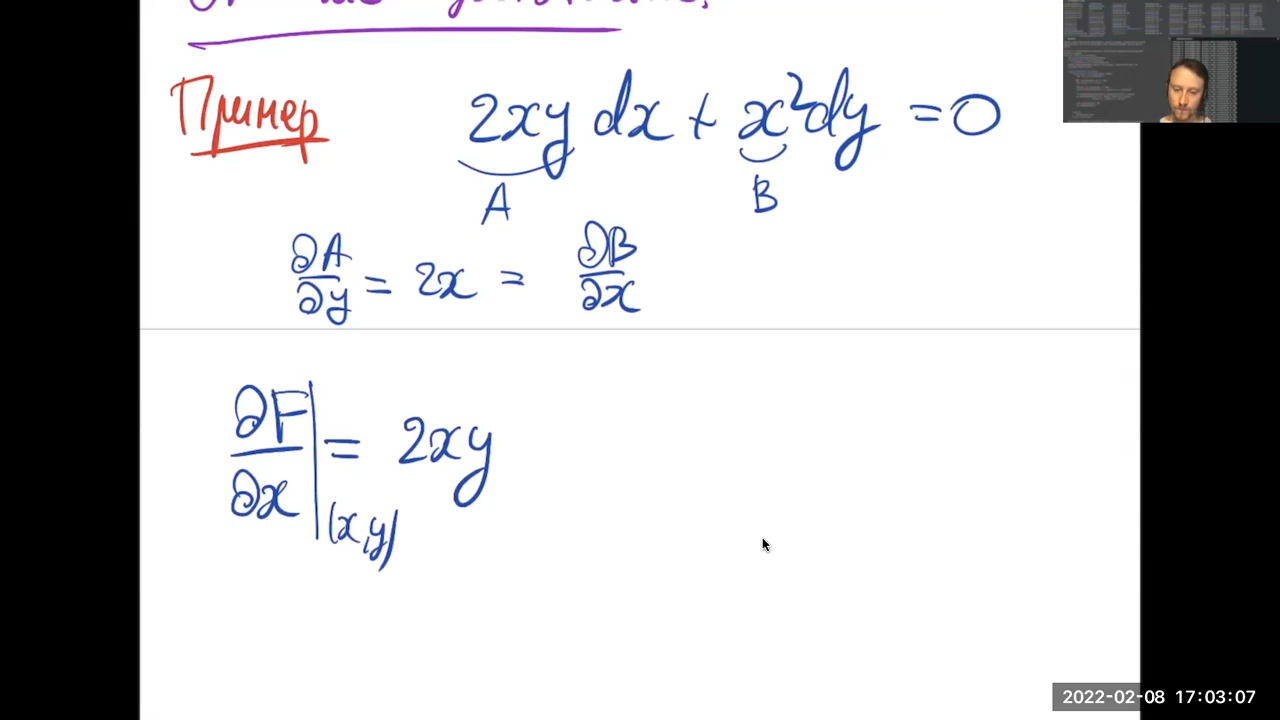 Пример
2xy dx + x²dy = 0
A B
∂A/∂y = 2x = ∂B/∂x
∂F/∂x |(x,y) = 2xy
2022-02-08 17:03:07